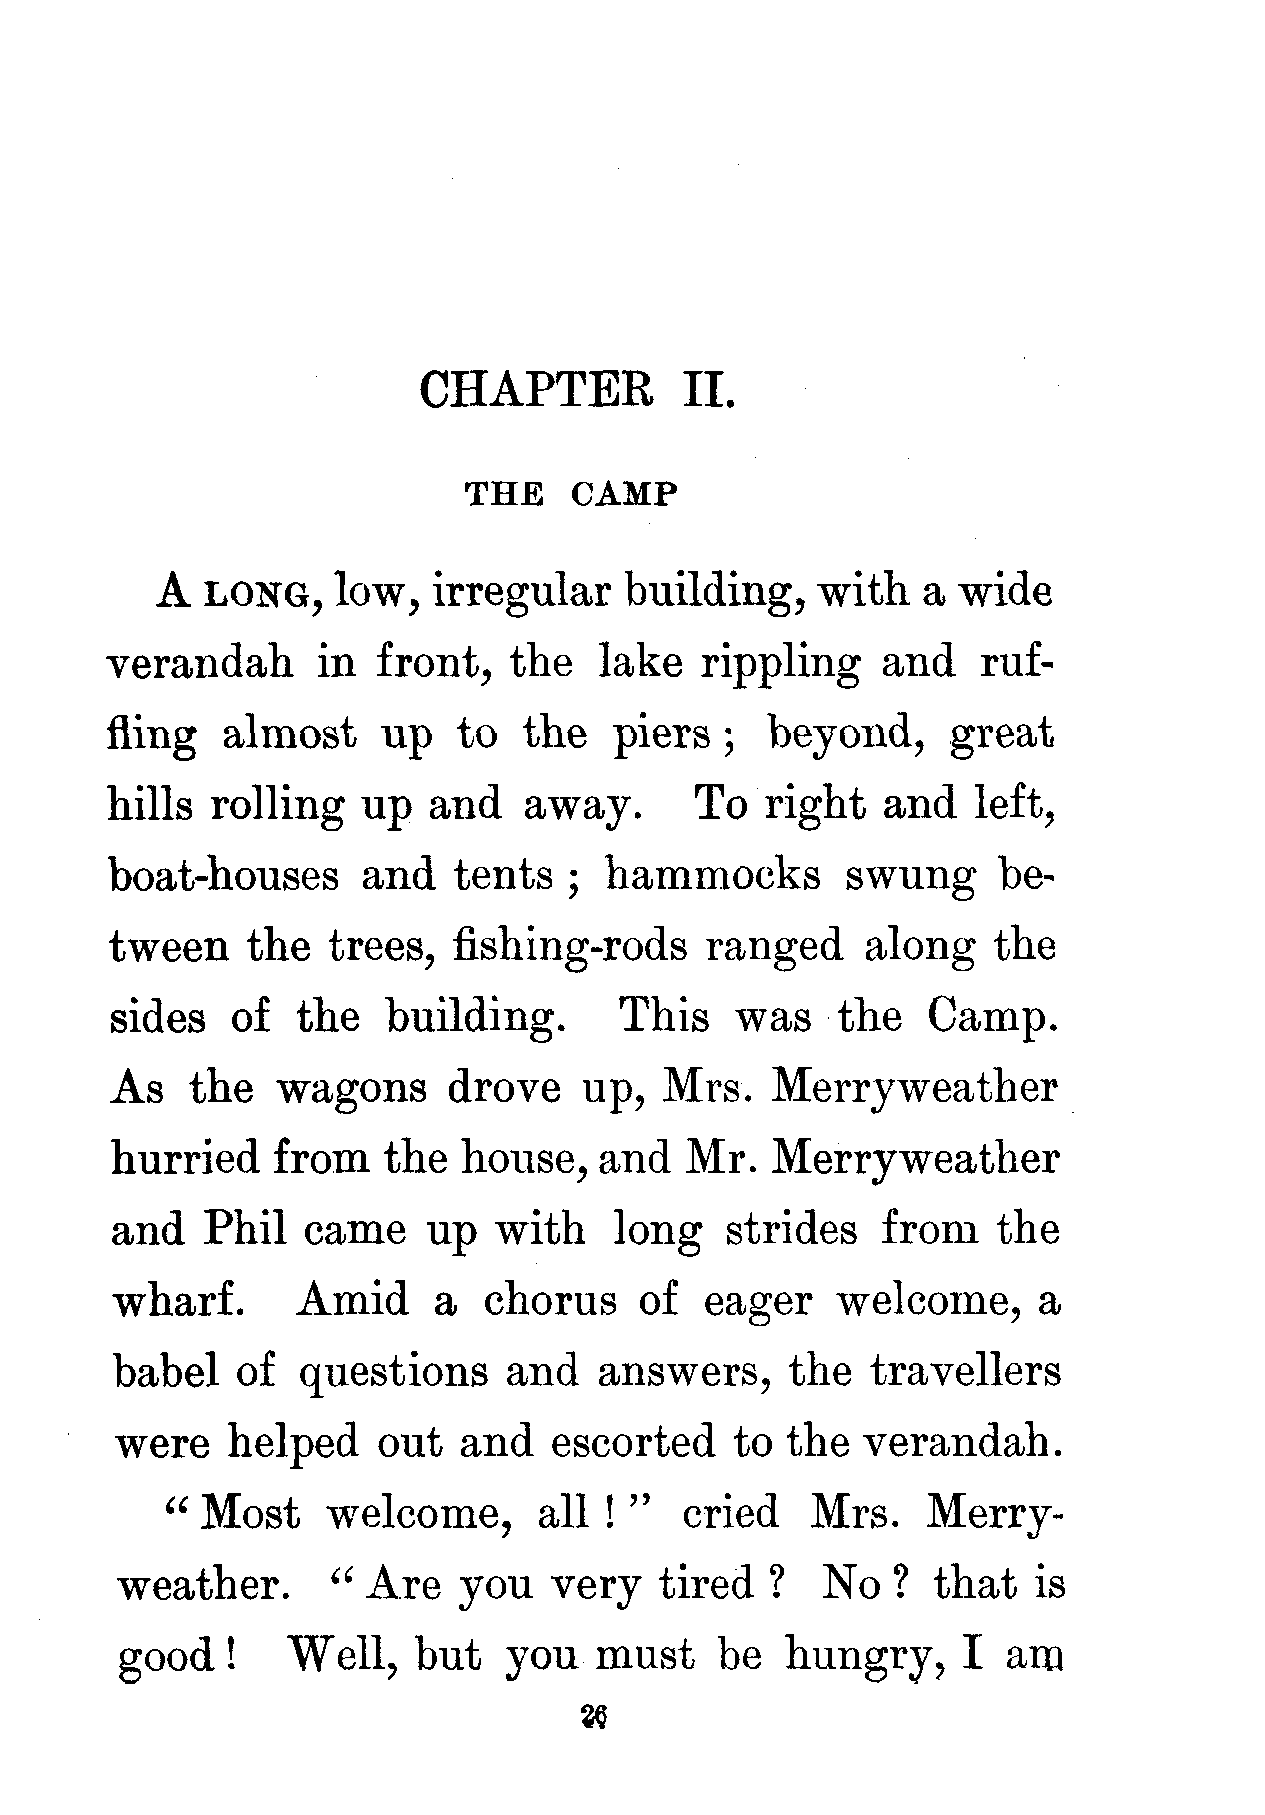 CHAPTER II.
THE CAMP
A LONG, low, irregular building, with a wide
verandah in front, the lake rippling and ruf-
fling almost up to the piers ; beyond, great
hills rolling up and away. To right and left,
boat-houses and tents ; hammocks swung be-
tween the trees, fishing-rods ranged along the
sides of the building. This was the Camp.
As the wagons drove up, Mrs. Merryweather
hurried from the house, and Mr. Merryweather
and Phil came up with long strides from the
wharf. Amid a chorus of eager welcome, a
babel of questions and answers, the travellers
were helped out and escorted to the verandah.
“ Most welcome, all ! ” cried Mrs. Merry-
weather. “ Are you very tired ? No ? that is
good ! Well, but you must be hungry, I am
26